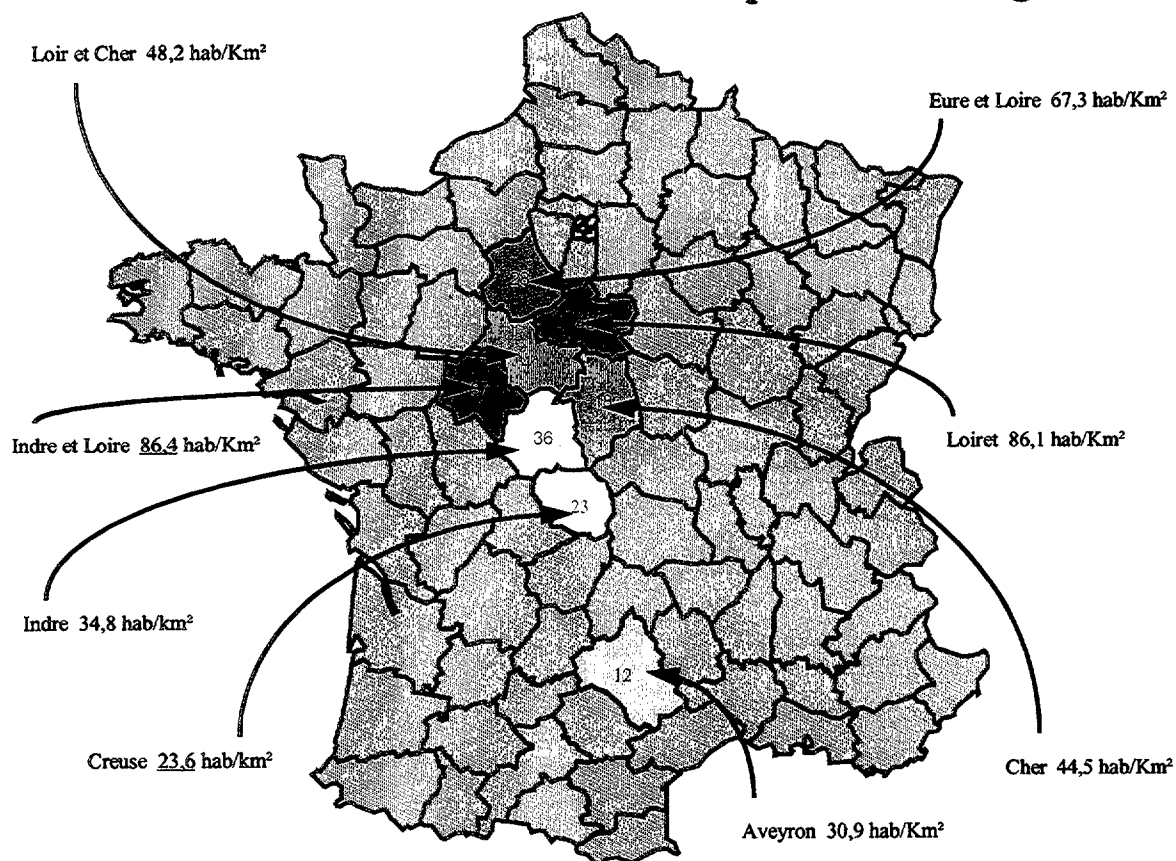 Loir et Cher 48,2 hab/Km²
Eure et Loire 67,3 hab/Km²
Indre et Loire 86,4 hab/Km²
Loiret 86,1 hab/Km²
36
23
Indre 34,8 hab/km²
12
Creuse 23,6 hab/km²
Cher 44,5 hab/Km²
Aveyron 30,9 hab/Km²